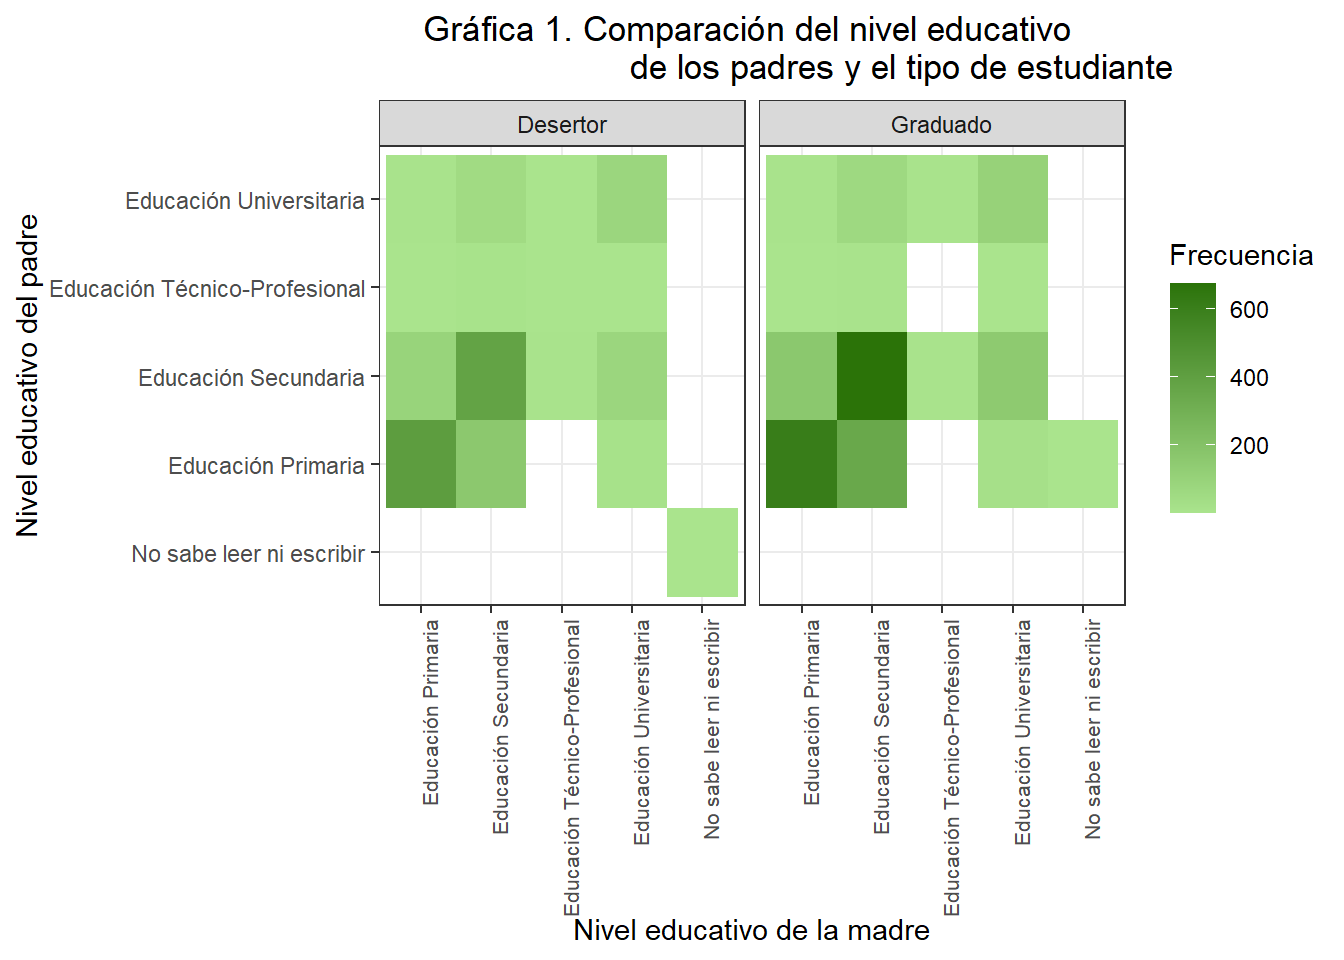 Gráfica 1. Comparación del nivel educativo
de los padres y el tipo de estudiante
Desertor
Graduado
Nivel educativo del padre
Educación Universitaria
Educación Técnico-Profesional
Educación Secundaria
Educación Primaria
No sabe leer ni escribir
Frecuencia
600
400
200
Educación Primaria
Educación Secundaria
Educación Técnico-Profesional
Educación Universitaria
No sabe leer ni escribir
Educación Primaria
Educación Secundaria
Educación Técnico-Profesional
Educación Universitaria
No sabe leer ni escribir
Nivel educativo de la madre